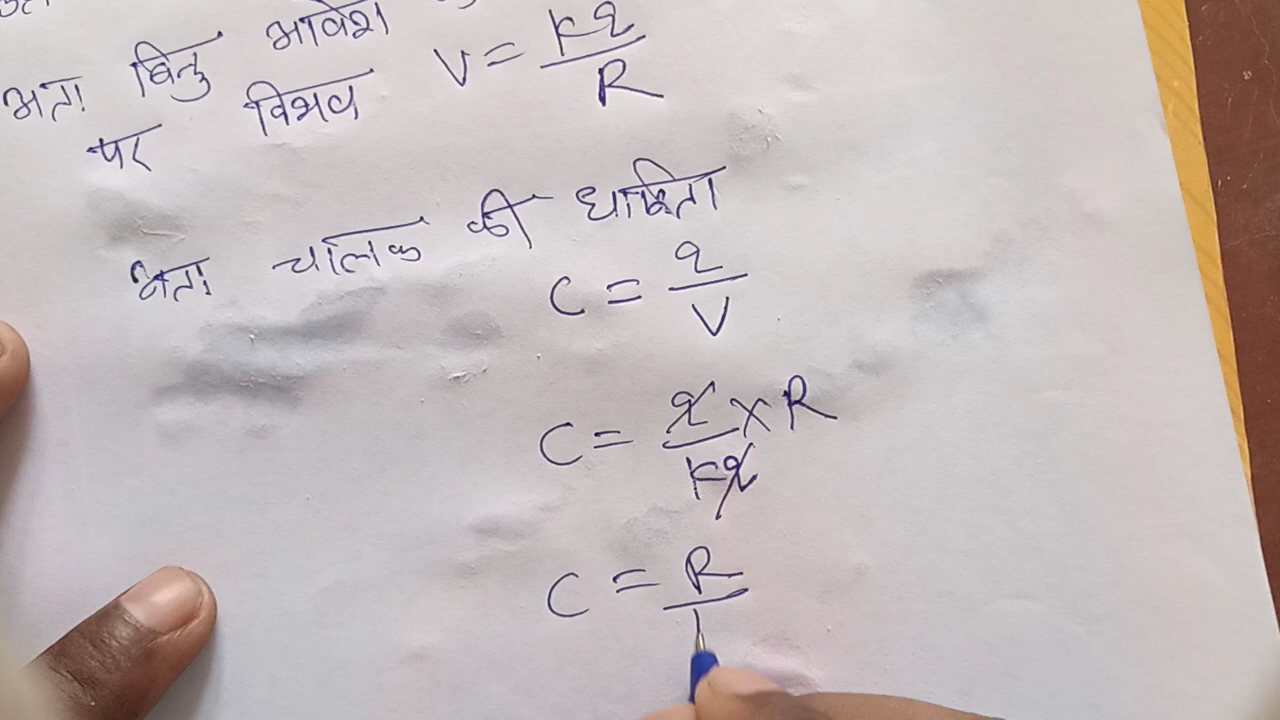 अतः बिन्दु आवेश
पर विभव V = Kq/R
अतः चालक की धारिता
C = q/V
C = q/Kq × R
C = R/